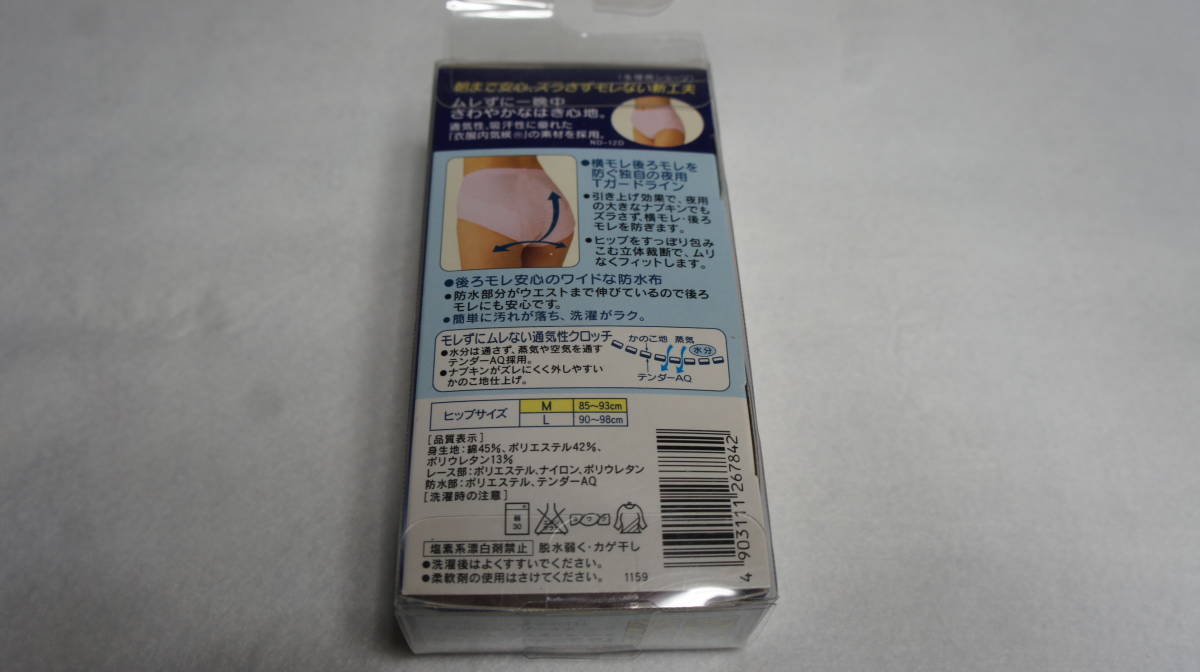 朝まで安心、ズラさずモレない新工夫
ムレずに一晩中
さわやかなはき心地。
通気性、吸汗性に優れた
「衣服内気候㊢」の素材を採用。
ND-12D
●横モレ後ろモレを
防ぐ独自の夜用
Tガードライン
●引き上げ効果で、夜用
の大きなナプキンでも
ズラさず、横モレ・後ろ
モレを防ぎます。
●ヒップをすっぽり包み
こむ立体裁断で、ムリ
なくフィットします。
●後ろモレ安心のワイドな防水布
●防水部分がウエストまで伸びているので後ろ
モレにも安心です。
●簡単に汚れが落ち、洗濯がラク。
モレずにムレない通気性クロッチ
●水分は通さず、蒸気や空気を通す
テンダーAQ採用。
●ナプキンがズレにくく外しやすい
かのこ地仕上げ。
かのこ地 蒸気
水分
テンダーAQ
ヒップサイズ
M 85〜93cm
L 90〜98cm
[品質表示]
身生地:綿45%、ポリエステル42%、
ポリウレタン13%
レース部:ポリエステル、ナイロン、ポリウレタン
防水部:ポリエステル、テンダーAQ
[洗濯時の注意]
弱
30
塩素系漂白剤禁止 脱水弱く・カゲ干し
●洗濯後はよくすすいでください。
●柔軟剤の使用はさけてください。 1159
4 903111 267842